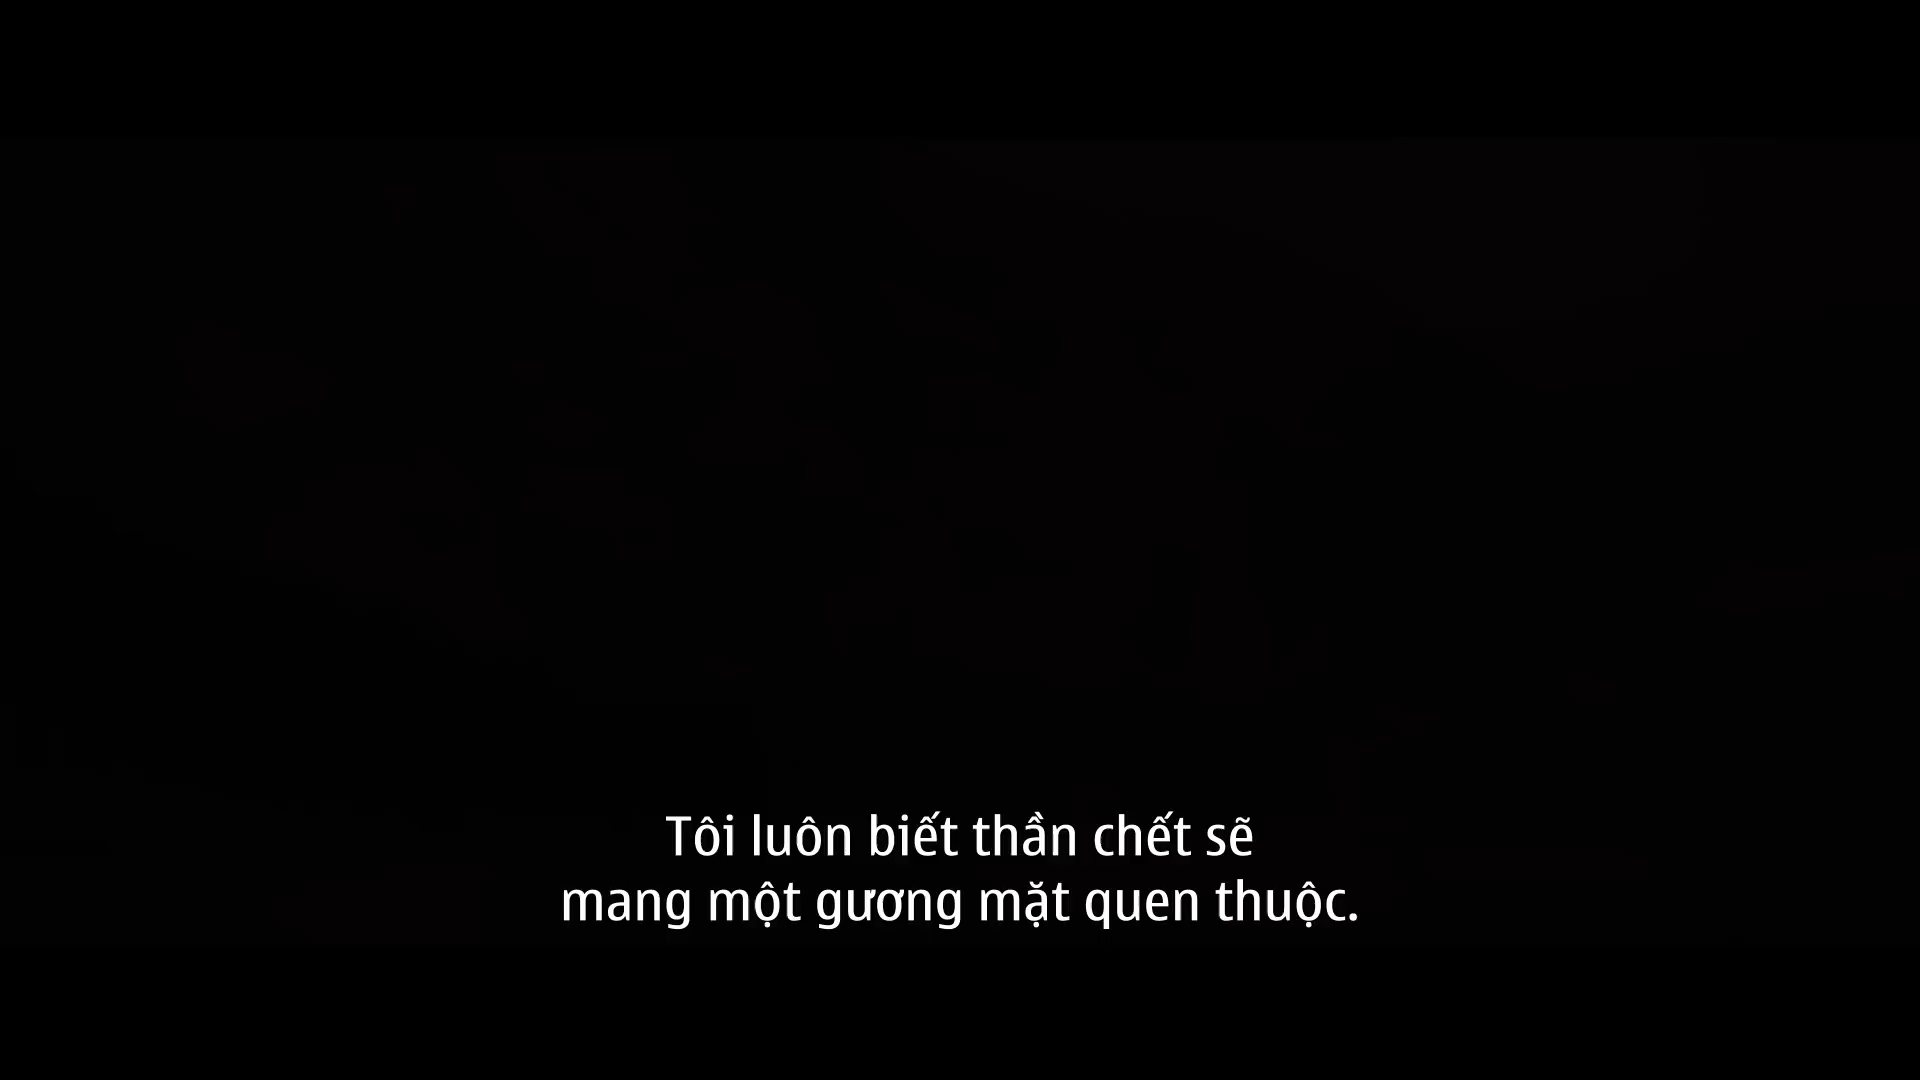 Tôi luôn biết thần chết sẽ
mang một gương mặt quen thuộc.